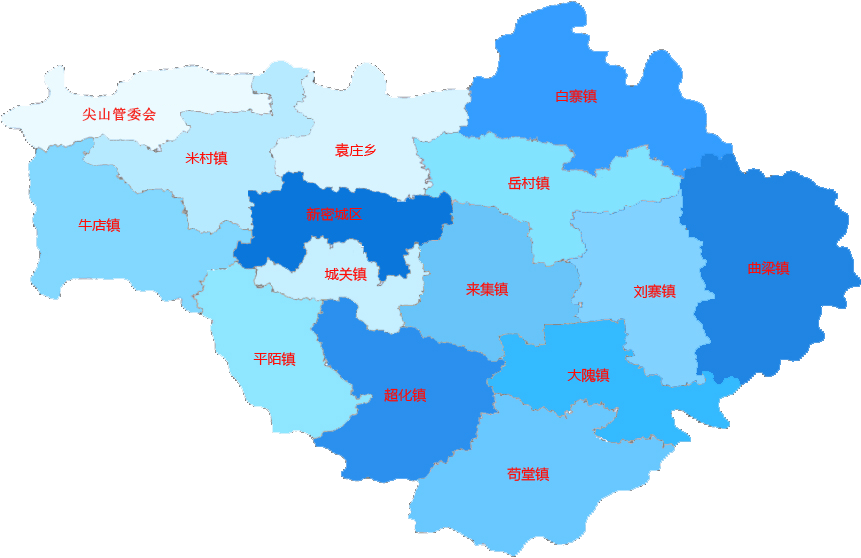 白寨镇
尖山管委会
袁庄乡
米村镇
岳村镇
新密城区
牛店镇
曲梁镇
城关镇
来集镇
刘寨镇
平陌镇
大隗镇
超化镇
苟堂镇